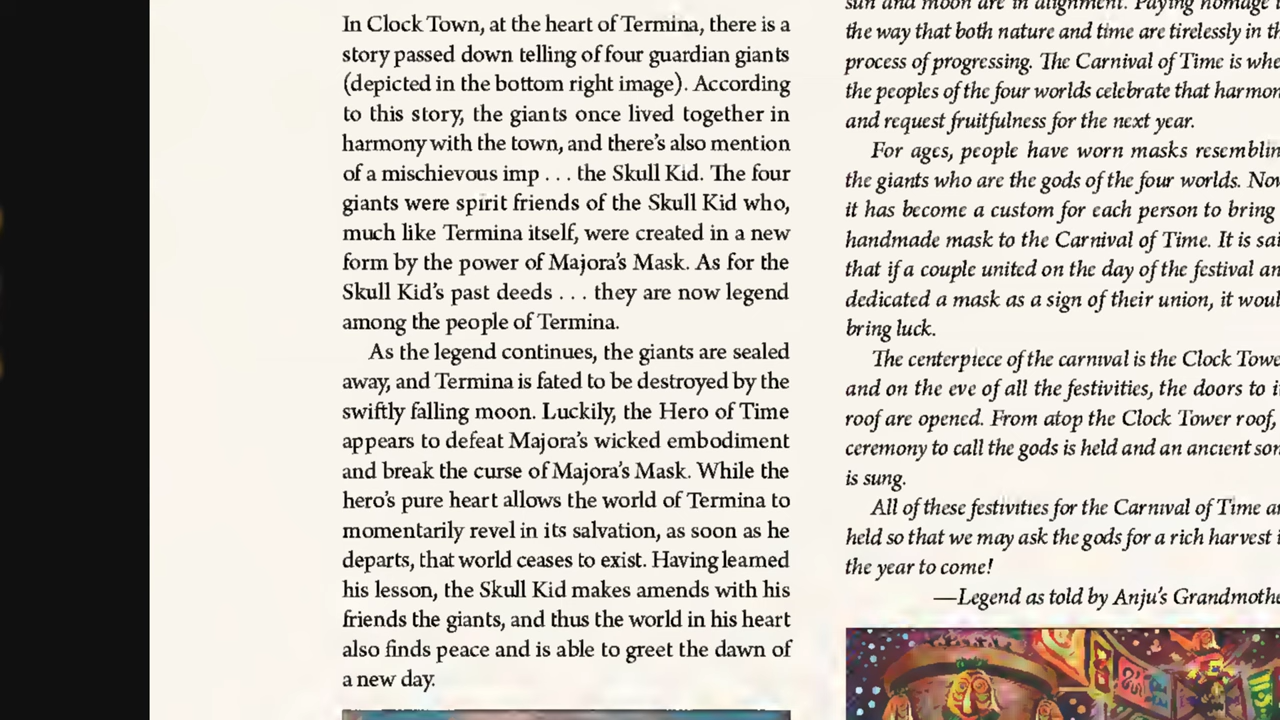 In Clock Town, at the heart of Termina, there is a
story passed down telling of four guardian giants
(depicted in the bottom right image). According
to this story, the giants once lived together in
harmony with the town, and there's also mention
of a mischievous imp . . . the Skull Kid. The four
giants were spirit friends of the Skull Kid who,
much like Termina itself, were created in a new
form by the power of Majora's Mask. As for the
Skull Kid's past deeds . . . they are now legend
among the people of Termina.
As the legend continues, the giants are sealed
away, and Termina is fated to be destroyed by the
swiftly falling moon. Luckily, the Hero of Time
appears to defeat Majora's wicked embodiment
and break the curse of Majora's Mask. While the
hero's pure heart allows the world of Termina to
momentarily revel in its salvation, as soon as he
departs, that world ceases to exist. Having learned
his lesson, the Skull Kid makes amends with his
friends the giants, and thus the world in his heart
also finds peace and is able to greet the dawn of
a new day.
sun and moon are in alignment. Paying homage
the way that both nature and time are tirelessly in
process of progressing. The Carnival of Time is
the peoples of the four worlds celebrate that
and request fruitfulness for the next year.
For ages, people have worn masks
the giants who are the gods of the four worlds.
it has become a custom for each person to bring
handmade mask to the Carnival of Time. It is
that if a couple united on the day of the festival
dedicated a mask as a sign of their union, it
bring luck.
The centerpiece of the carnival is the Clock
and on the eve of all the festivities, the doors to
roof are opened. From atop the Clock Tower roof,
ceremony to call the gods is held and an ancient
is sung.
All of these festivities for the Carnival of Time
held so that we may ask the gods for a rich harvest
the year to come!
—Legend as told by Anju's